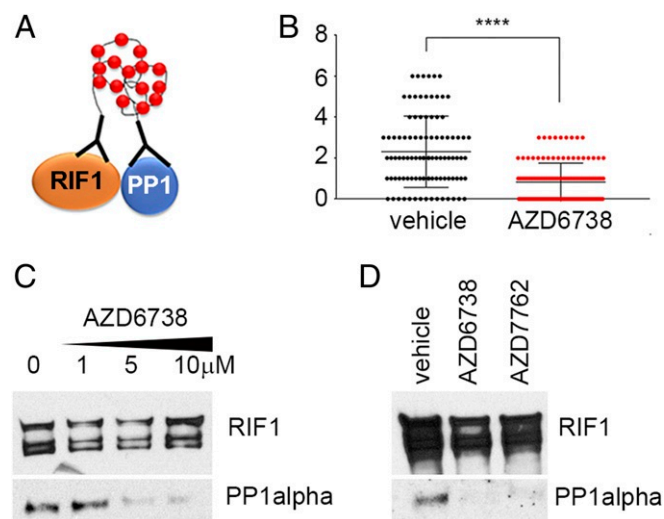 A
RIF1
PP1
B
****
8
6
4
2
0
vehicle
AZD6738
C
AZD6738
0 1 5 10μM
RIF1
PP1alpha
D
vehicle
AZD6738
AZD7762
RIF1
PP1alpha